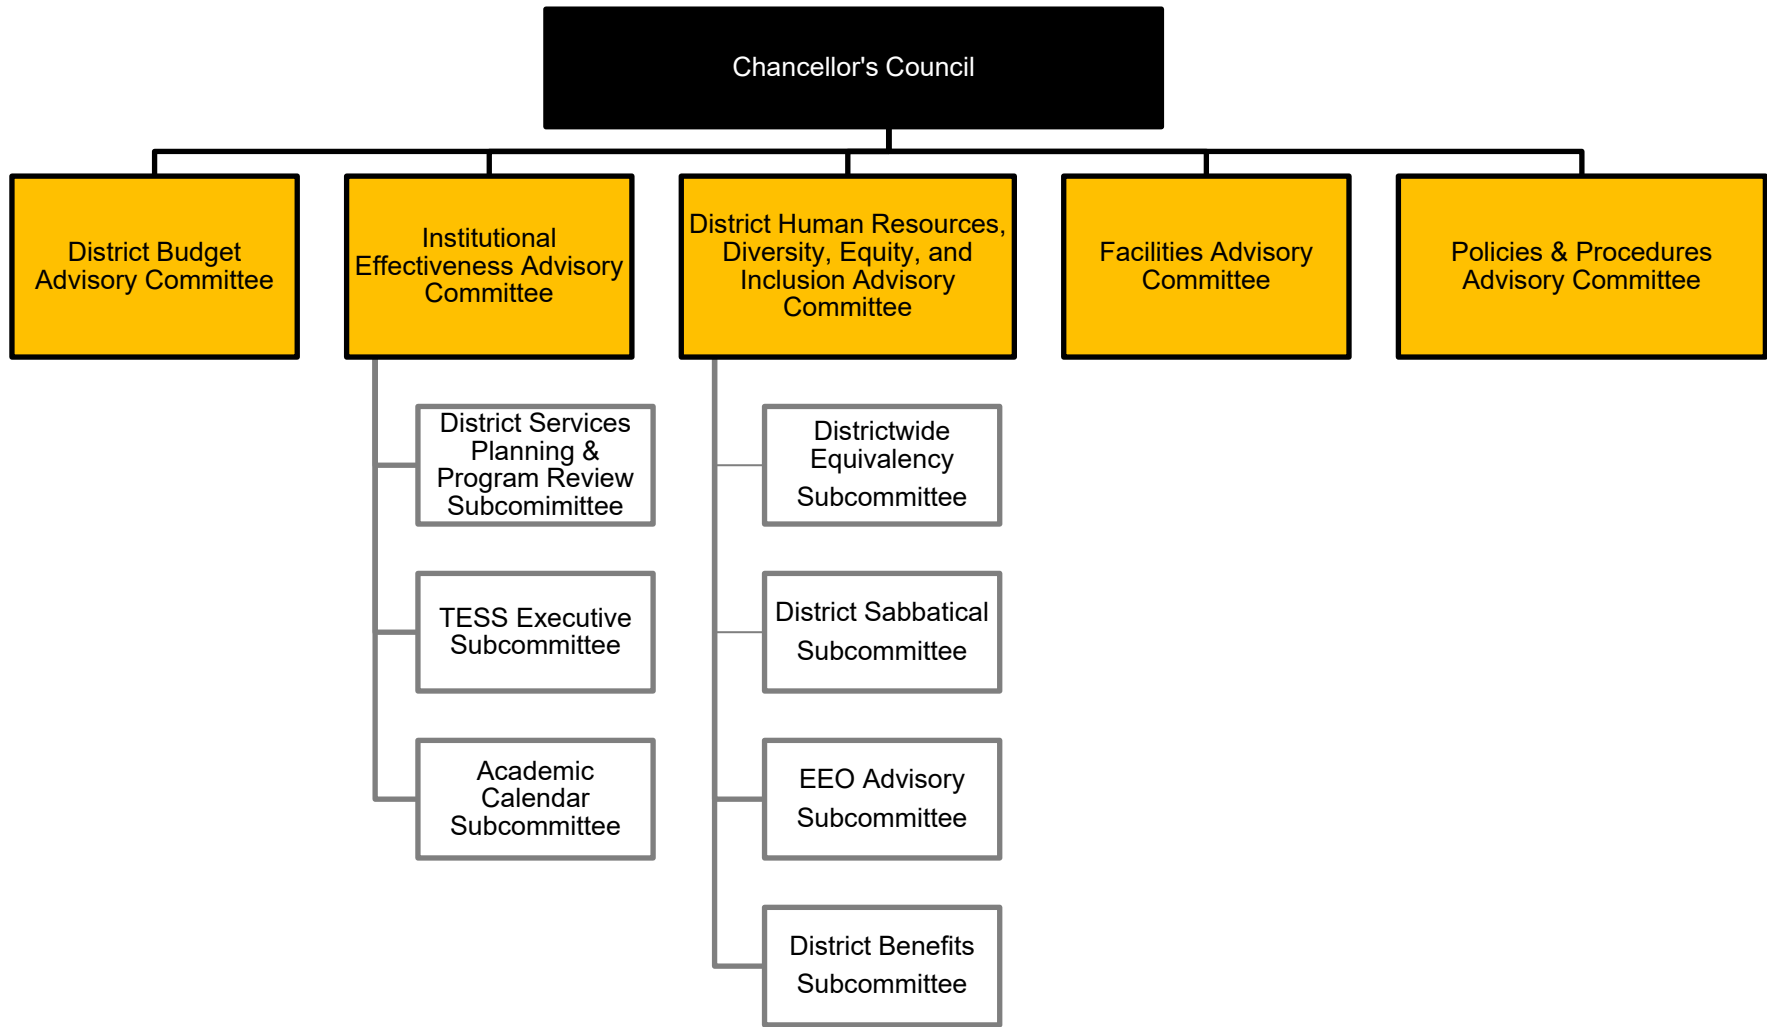 Chancellor's Council
District Budget
Advisory Committee
Institutional
Effectiveness Advisory
Committee
District Human Resources,
Diversity, Equity, and
Inclusion Advisory
Committee
Facilities Advisory
Committee
Policies & Procedures
Advisory Committee
District Services
Planning &
Program Review
Subcomimittee
TESS Executive
Subcommittee
Academic
Calendar
Subcommittee
Districtwide
Equivalency
Subcommittee
District Sabbatical
Subcommittee
EEO Advisory
Subcommittee
District Benefits
Subcommittee